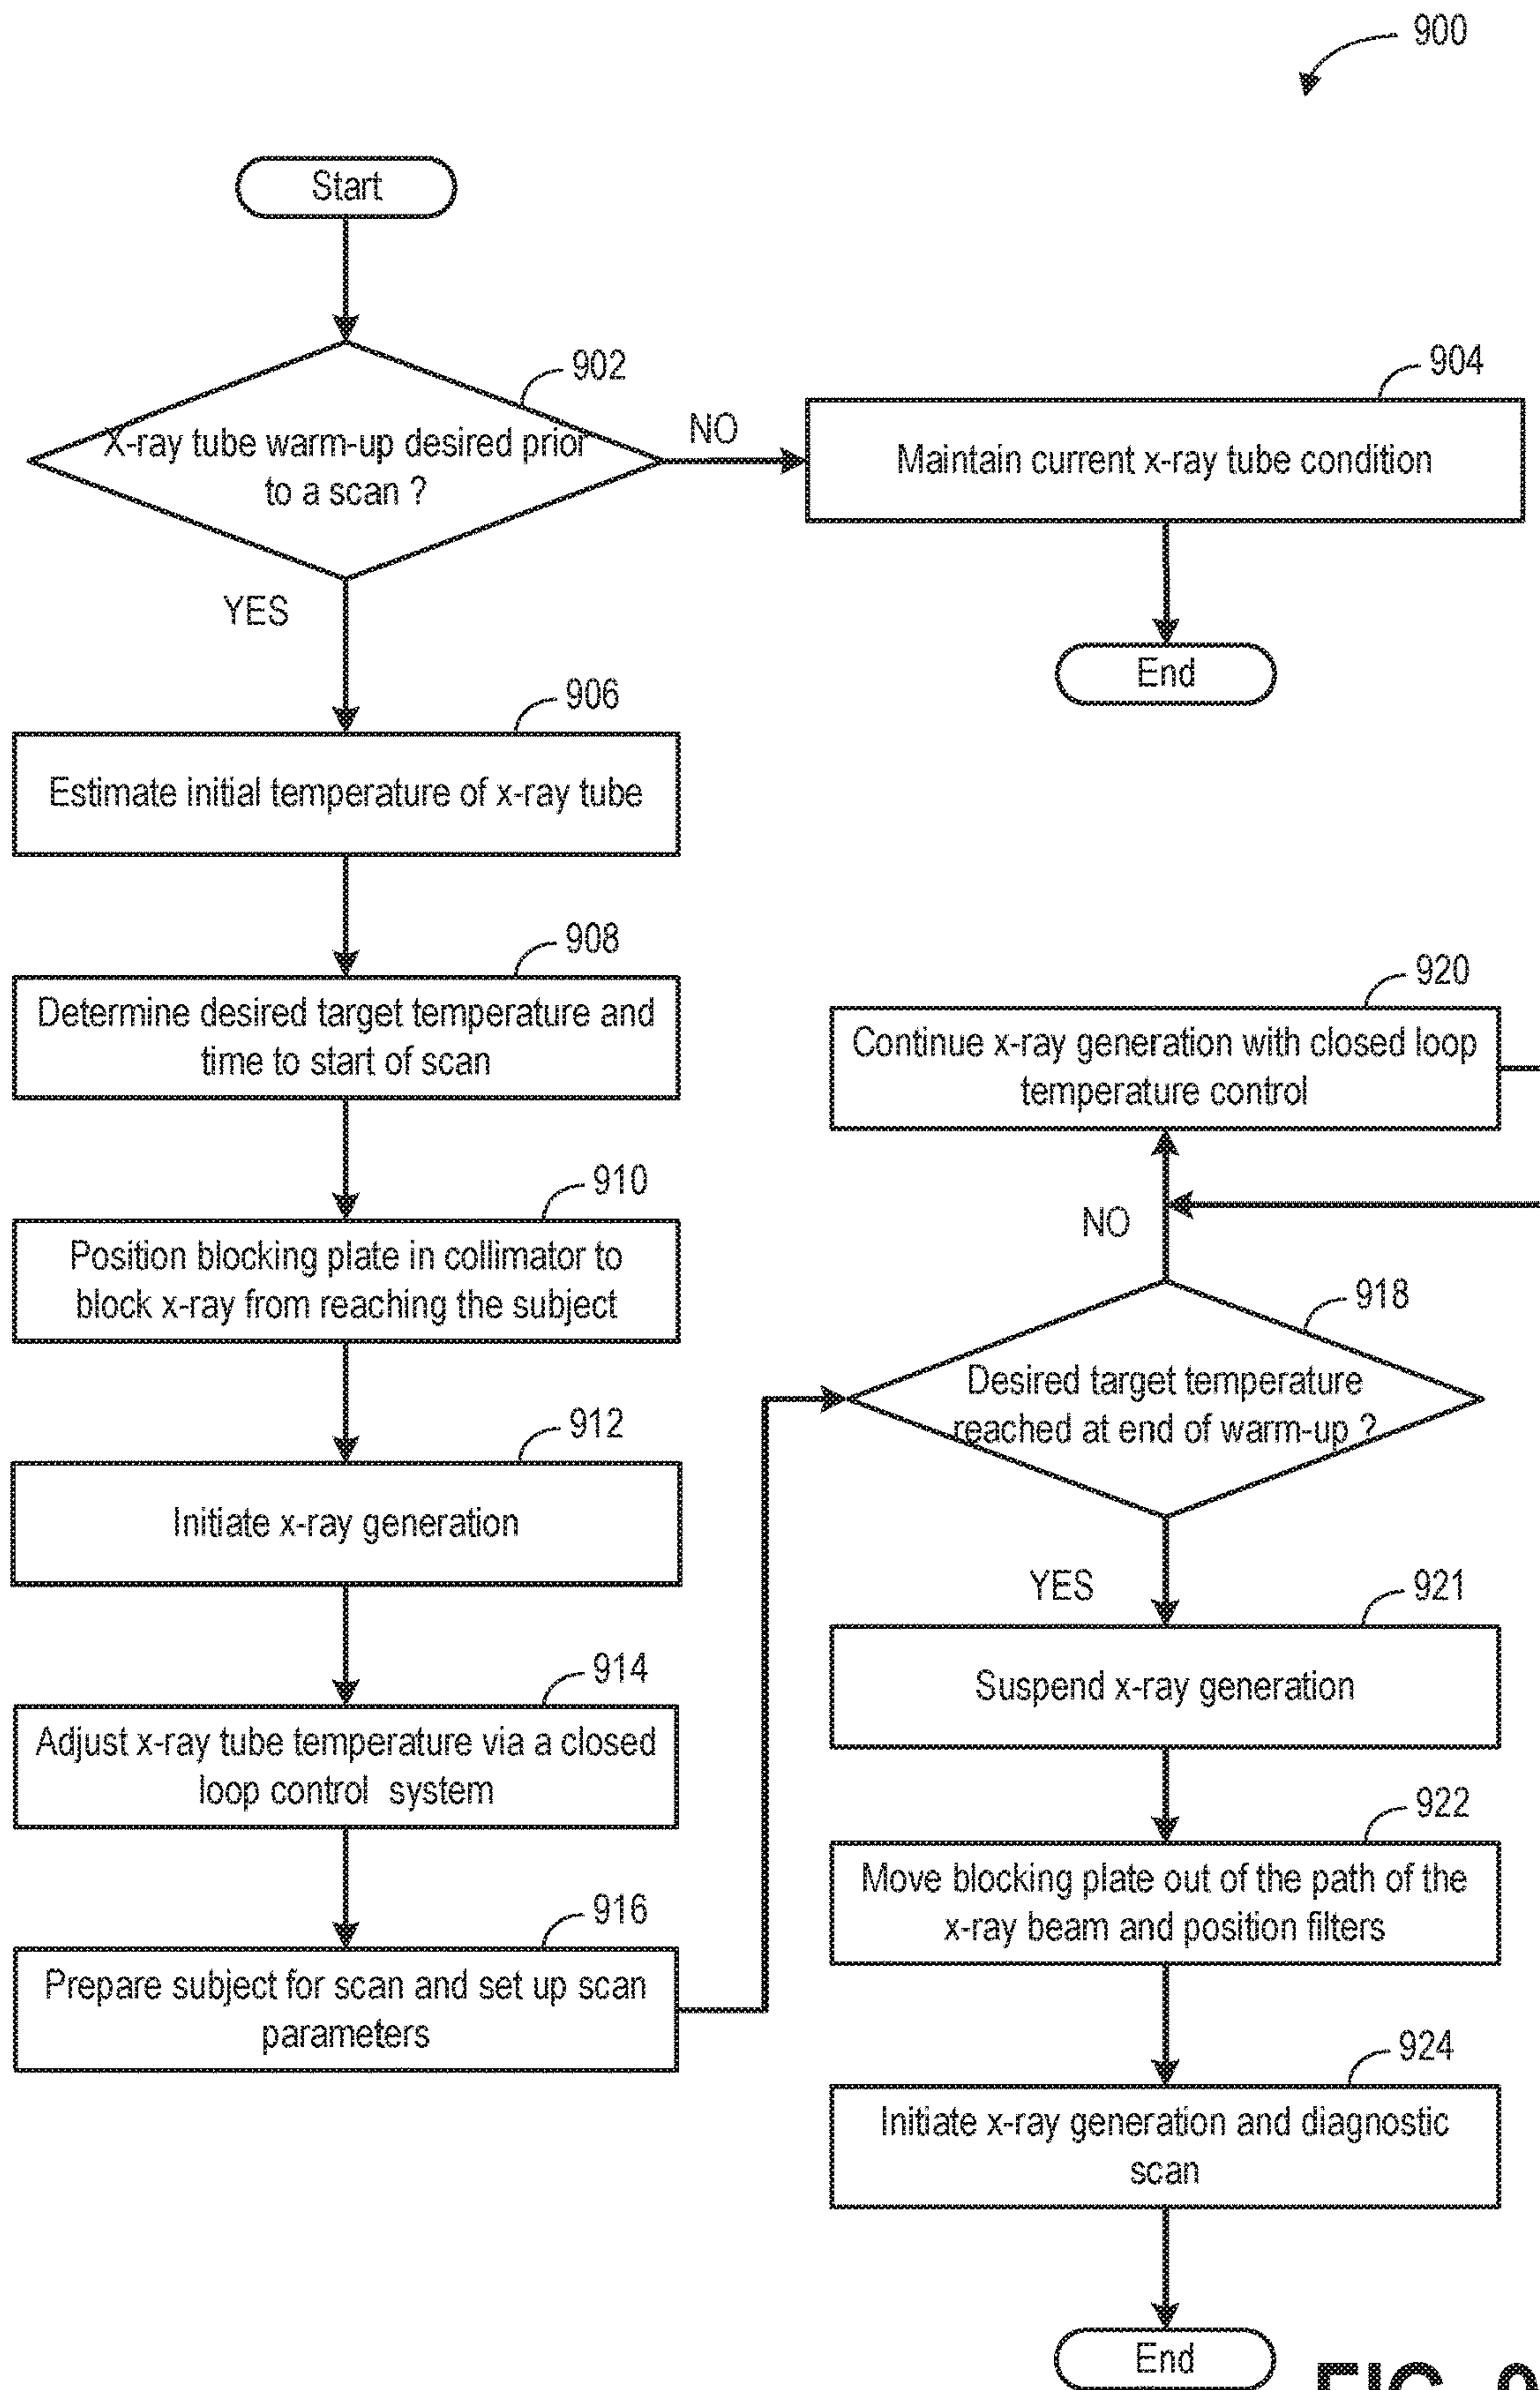 900
Start
902
X-ray tube warm-up desired prior
to a scan ?
NO
YES
904
Maintain current x-ray tube condition
End
906
Estimate initial temperature of x-ray tube
908
Determine desired target temperature and
time to start of scan
910
Position blocking plate in collimator to
block x-ray from reaching the subject
912
Initiate x-ray generation
914
Adjust x-ray tube temperature via a closed
loop control system
916
Prepare subject for scan and set up scan
parameters
920
Continue x-ray generation with closed loop
temperature control
NO
918
Desired target temperature
reached at end of warm-up ?
YES
921
Suspend x-ray generation
922
Move blocking plate out of the path of the
x-ray beam and position filters
924
Initiate x-ray generation and diagnostic
scan
End
FIG. 9